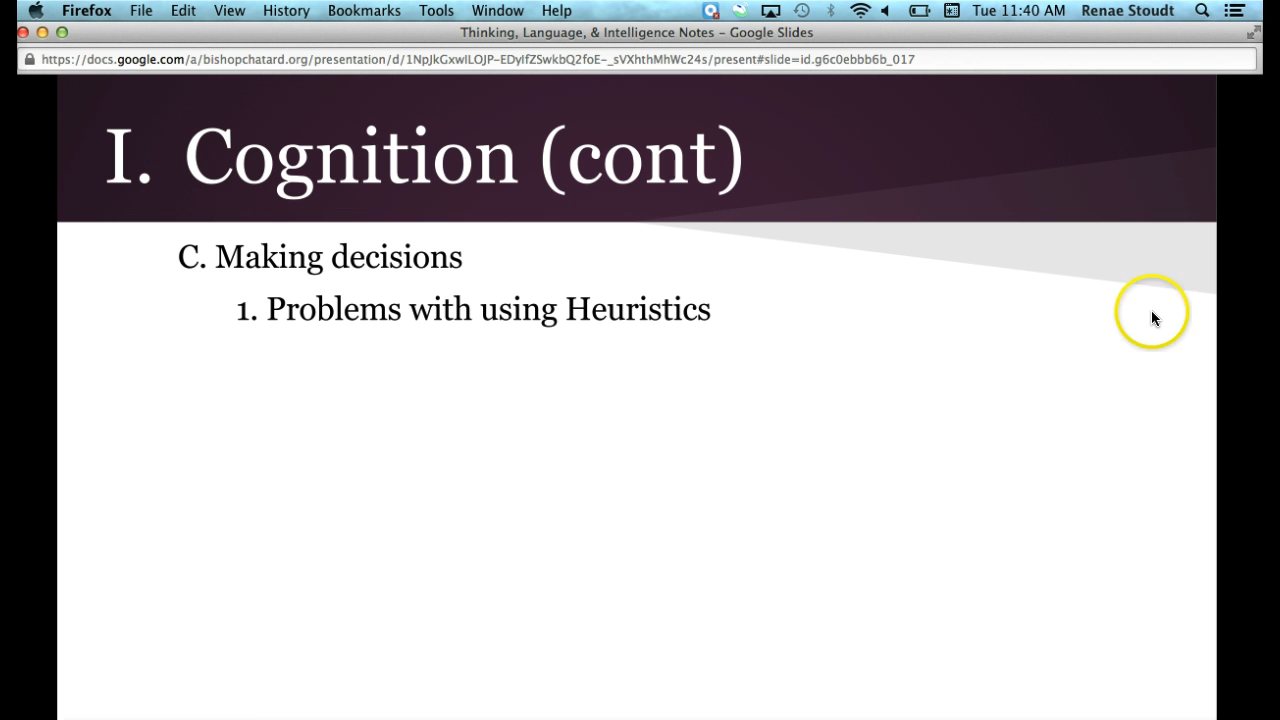 Firefox File Edit View History Bookmarks Tools Window Help Tue 11:40 AM Renae Stoudt
Thinking, Language, & Intelligence Notes – Google Slides
https://docs.google.com/a/bishopchatard.org/presentation/d/1NpJkGxwILOJP-EDyIfZSwkbQ2foE-_sVXhthMhWc24s/present#slide=id.g6c0ebbb6b_017
I. Cognition (cont)
C. Making decisions
1. Problems with using Heuristics